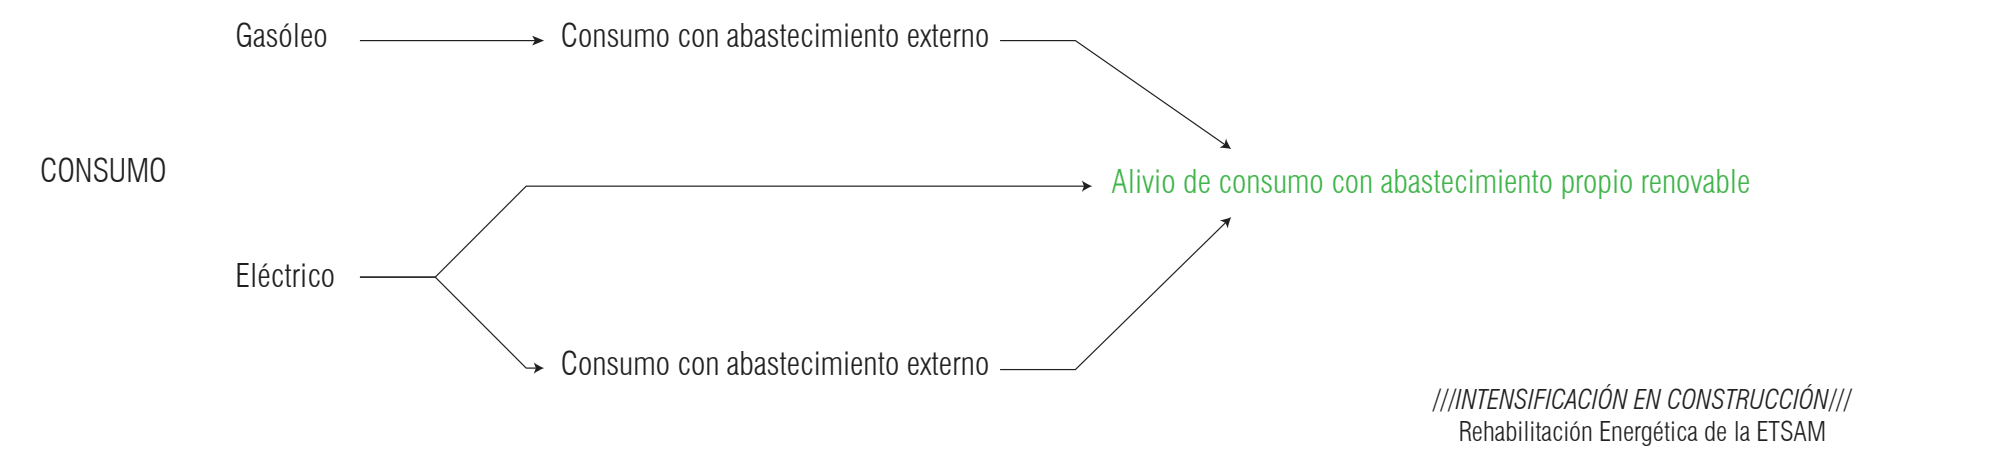 Gasóleo
Consumo con abastecimiento externo
CONSUMO
Alivio de consumo con abastecimiento propio renovable
Eléctrico
Consumo con abastecimiento externo
///INTENSIFICACIÓN EN CONSTRUCCIÓN///
Rehabilitación Energética de la ETSAM